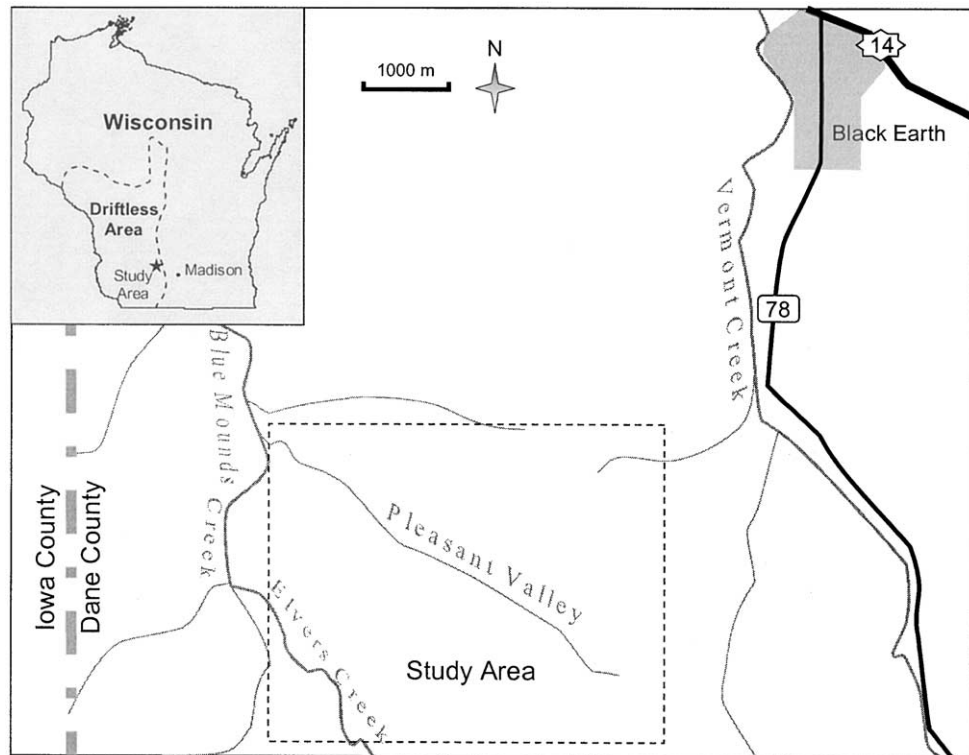 Wisconsin
Driftless
Area
Study
Area
Madison
1000 m
N
14
Black Earth
Vermont Creek
78
Blue Mounds Creek
Pleasant Valley
Elvers Creek
Study Area
Iowa County
Dane County